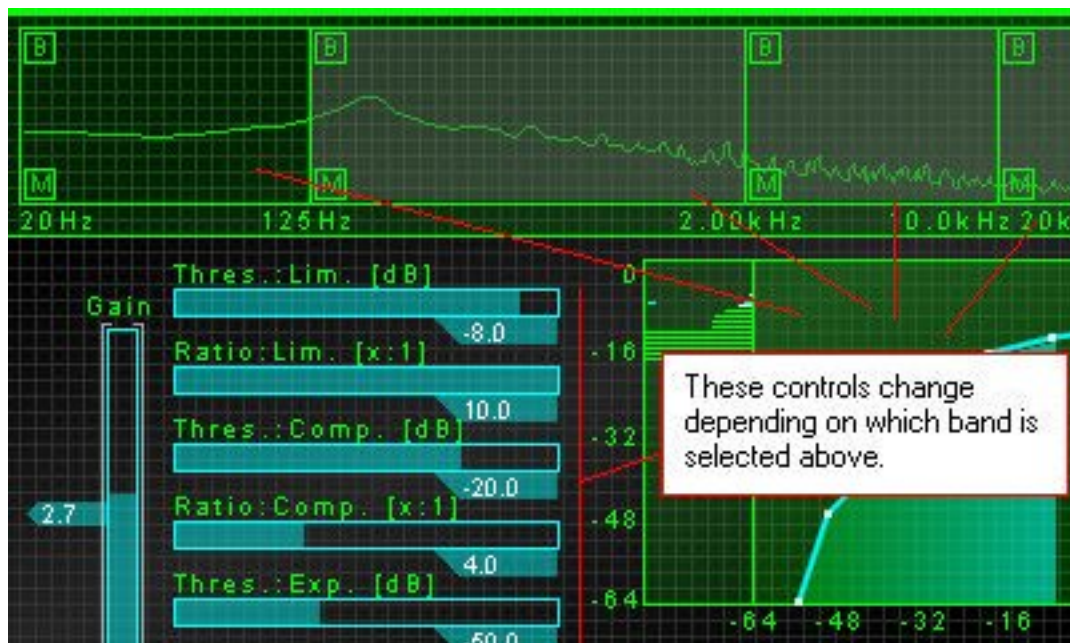 B B B B
M M M M
20Hz 125Hz 2.00kHz 10.0kHz 20k
Thres.:Lim. [dB]
-8.0
Ratio:Lim. [x:1]
10.0
Thres.:Comp. [dB]
-20.0
Ratio:Comp. [x:1]
4.0
Thres.:Exp. [dB]
-50.0
Gain
2.7
0
-16
-32
-48
-64
-64 -48 -32 -16
These controls change
depending on which band is
selected above.